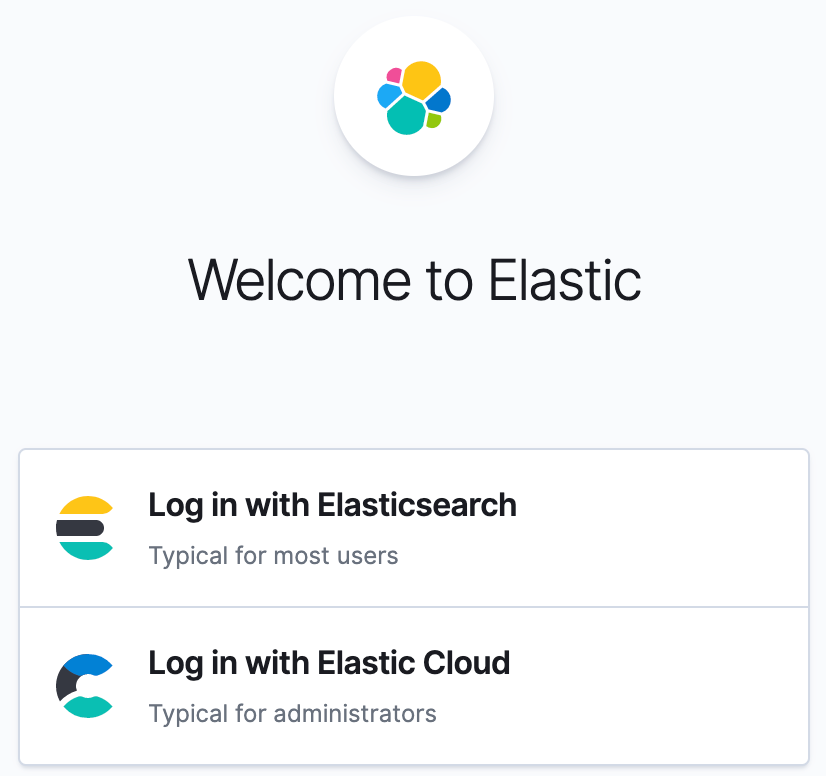 Welcome to Elastic
Log in with Elasticsearch
Typical for most users
Log in with Elastic Cloud
Typical for administrators